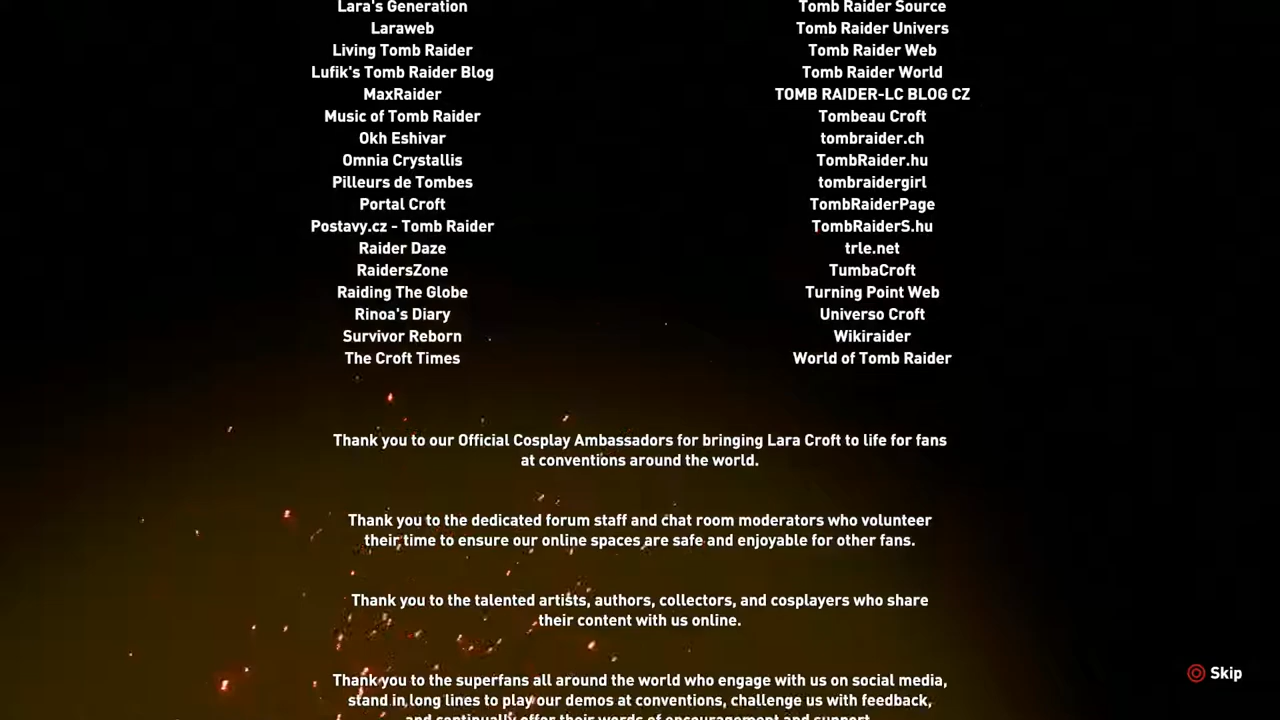 Lara's Generation
Laraweb
Living Tomb Raider
Lufik's Tomb Raider Blog
MaxRaider
Music of Tomb Raider
Okh Eshivar
Omnia Crystallis
Pilleurs de Tombes
Portal Croft
Postavy.cz - Tomb Raider
Raider Daze
RaidersZone
Raiding The Globe
Rinoa's Diary
Survivor Reborn
The Croft Times
Tomb Raider Source
Tomb Raider Univers
Tomb Raider Web
Tomb Raider World
TOMB RAIDER-LC BLOG CZ
Tombeau Croft
tombraider.ch
TombRaider.hu
tombraidergirl
TombRaiderPage
TombRaiderS.hu
trle.net
TumbaCroft
Turning Point Web
Universo Croft
Wikiraider
World of Tomb Raider
Thank you to our Official Cosplay Ambassadors for bringing Lara Croft to life for fans
at conventions around the world.
Thank you to the dedicated forum staff and chat room moderators who volunteer
their time to ensure our online spaces are safe and enjoyable for other fans.
Thank you to the talented artists, authors, collectors, and cosplayers who share
their content with us online.
Thank you to the superfans all around the world who engage with us on social media,
stand in long lines to play our demos at conventions, challenge us with feedback,
and continually offer their words of encouragement and support.
Skip